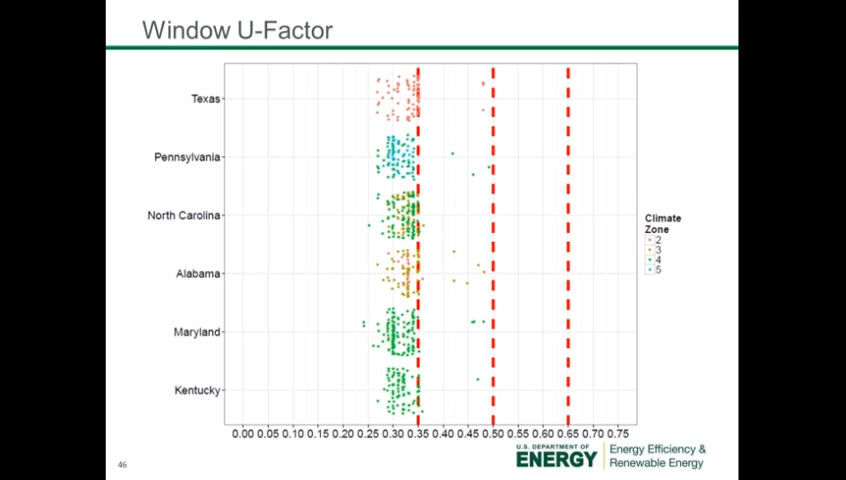 Window U-Factor
Texas
Pennsylvania
North Carolina
Alabama
Maryland
Kentucky
Climate
Zone
2
3
4
5
0.00 0.05 0.10 0.15 0.20 0.25 0.30 0.35 0.40 0.45 0.50 0.55 0.60 0.65 0.70 0.75
U.S. DEPARTMENT OF
ENERGY
Energy Efficiency &
Renewable Energy
46